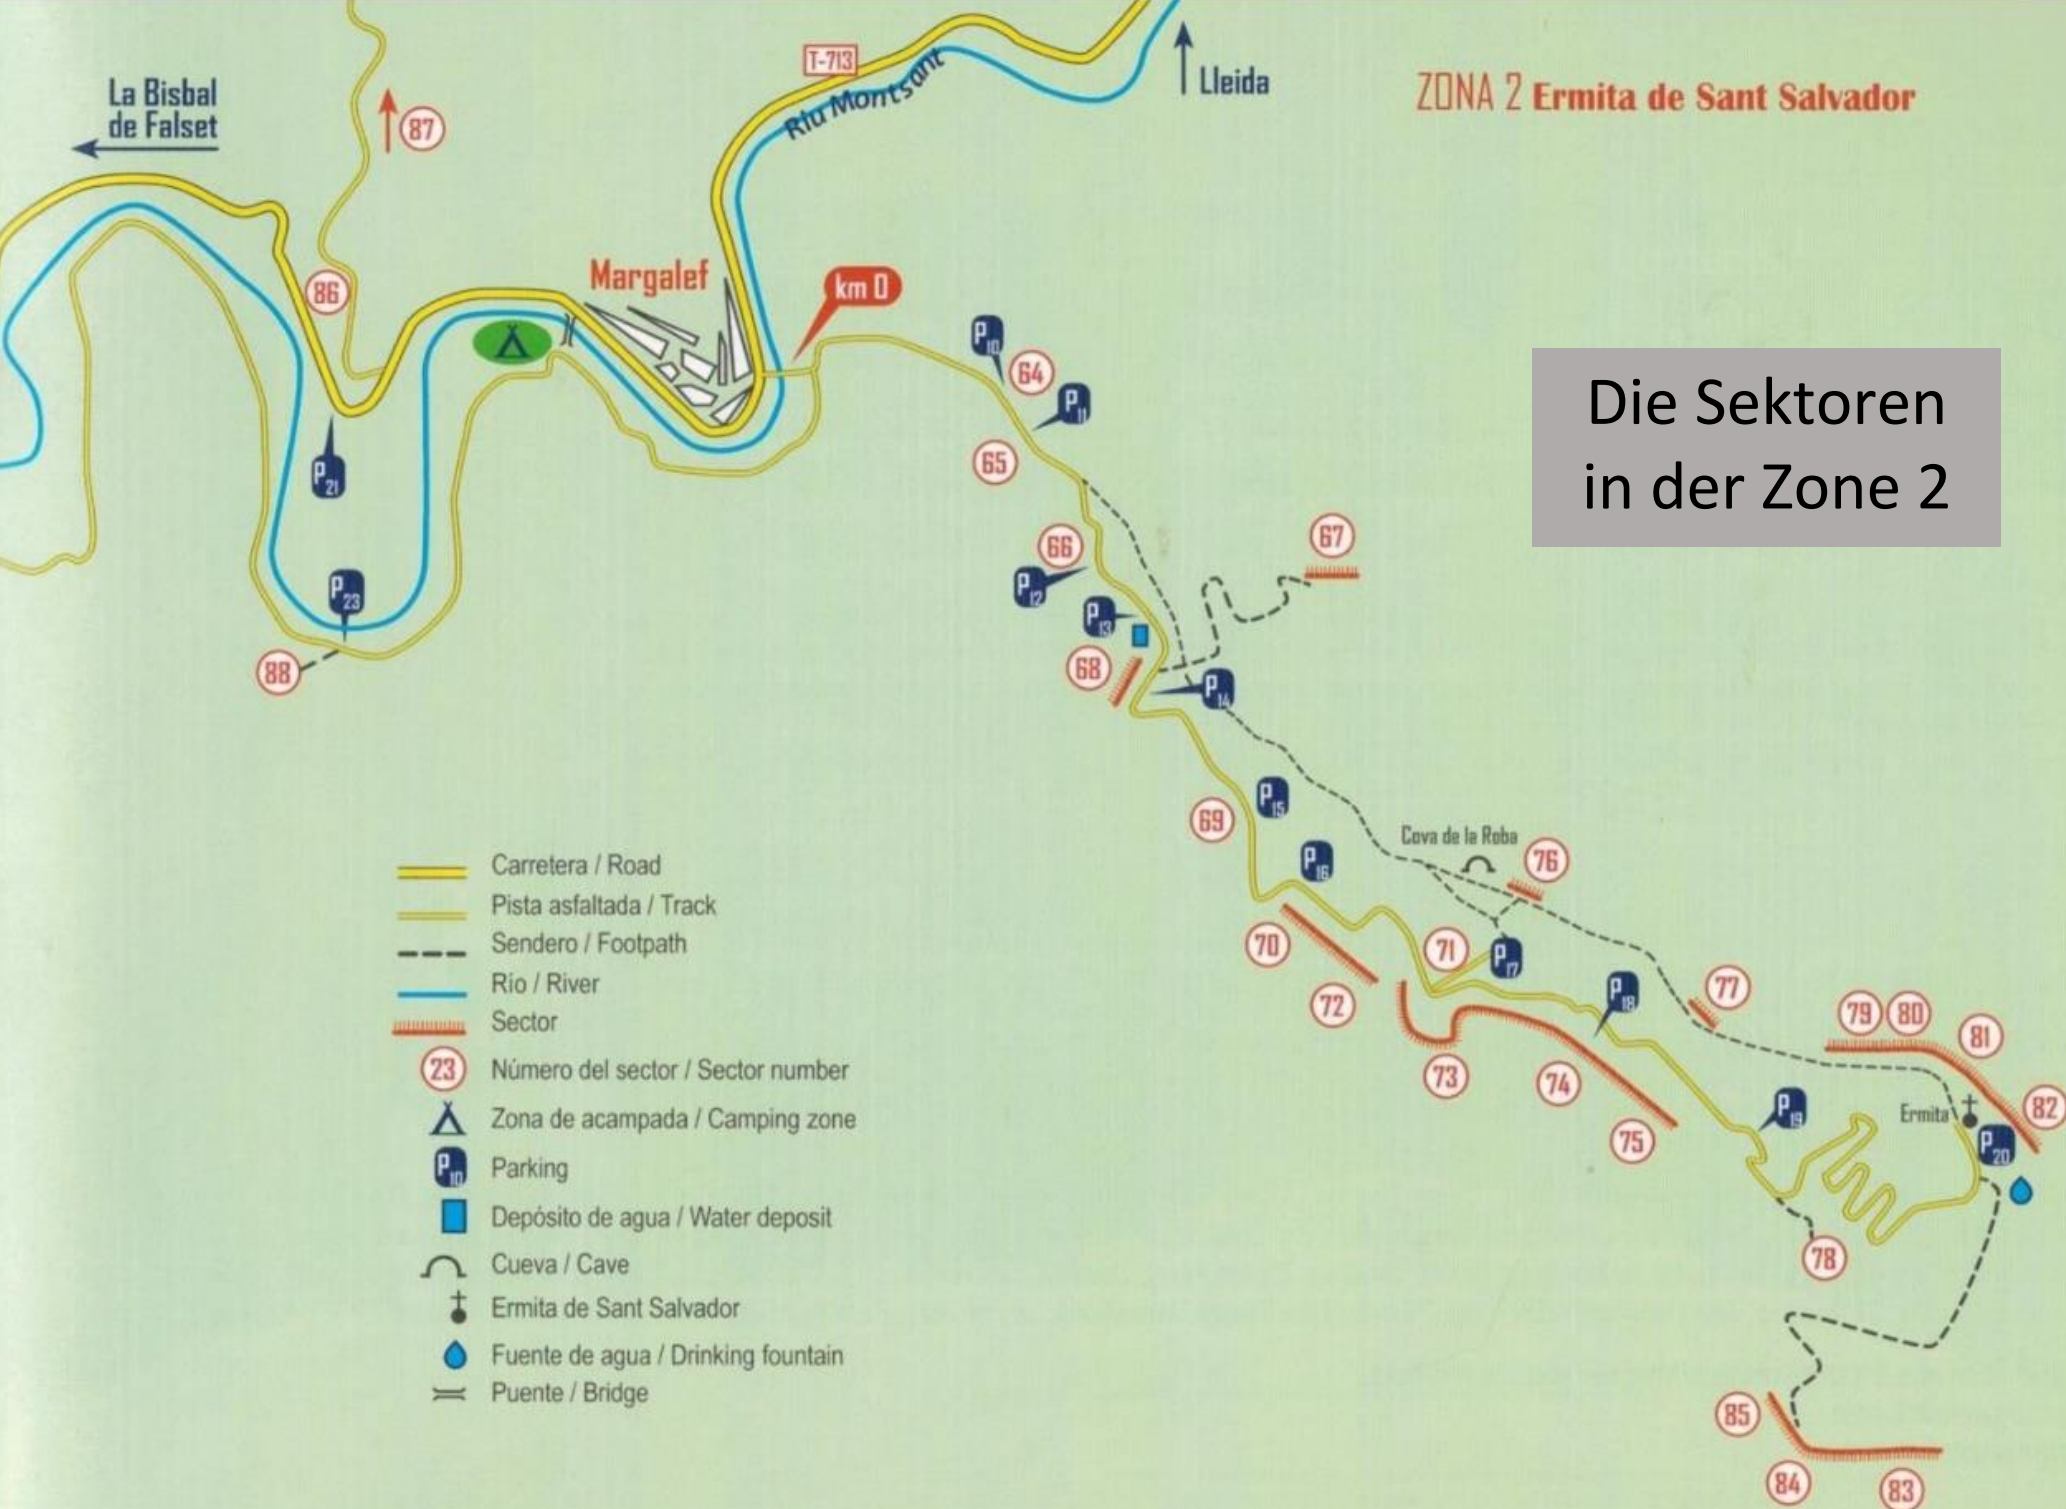 La Bisbal
de Falset
87
T-713
Riu Montsant
Lleida
ZONA 2 Ermita de Sant Salvador
86
Margalef
km 0
P10
64
P11
65
Die Sektoren
in der Zone 2
P21
66
67
P12
P23
P13
88
68
P14
P15
69
P16
Cova de la Roba
76
70
71
P17
72
P18
77
79
80
81
73
74
75
P19
Ermita
82
P20
78
85
84
83
Carretera / Road
Pista asfaltada / Track
Sendero / Footpath
Río / River
Sector
23
Número del sector / Sector number
Zona de acampada / Camping zone
P10
Parking
Depósito de agua / Water deposit
Cueva / Cave
Ermita de Sant Salvador
Fuente de agua / Drinking fountain
Puente / Bridge